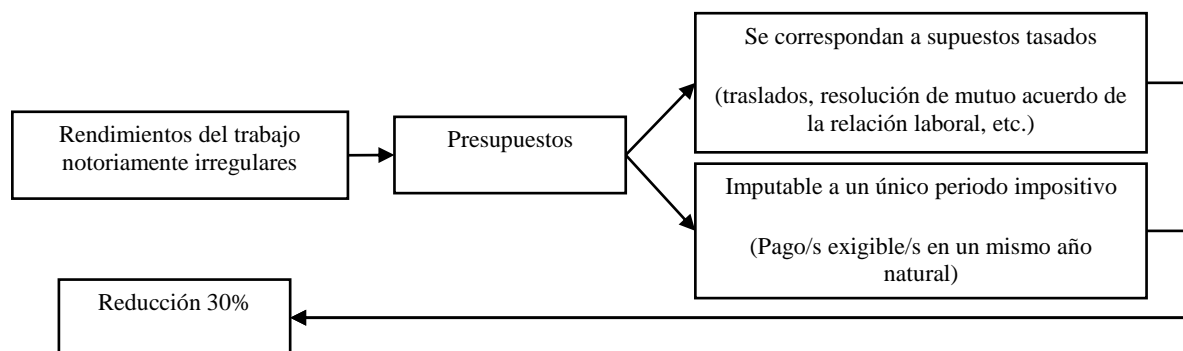 Rendimientos del trabajo
notoriamente irregulares
Presupuestos
Se correspondan a supuestos tasados
(traslados, resolución de mutuo acuerdo de
la relación laboral, etc.)
Imputable a un único periodo impositivo
(Pago/s exigible/s en un mismo año
natural)
Reducción 30%